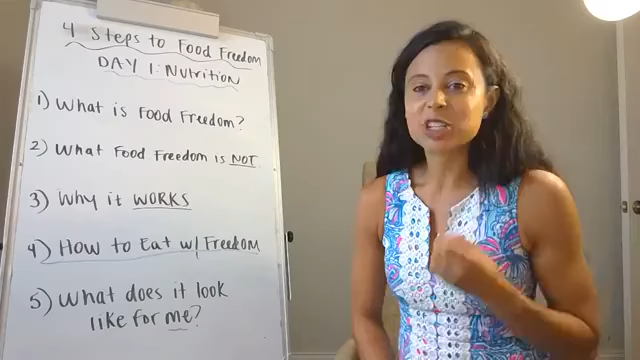 4 Steps to Food Freedom
DAY 1: Nutrition
1) What is Food Freedom?
2) What Food Freedom is NOT
3) Why it WORKS
4) How to Eat w/ Freedom
5) What does it look
like for me?